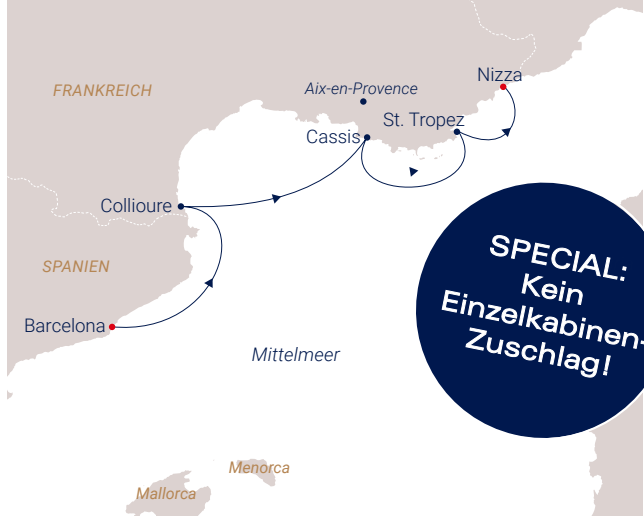 Nizza
FRANKREICH
Aix-en-Provence
St. Tropez
Cassis
Collioure
SPANIEN
Barcelona
Mittelmeer
SPECIAL:
Kein
Einzelkabinen-
Zuschlag!
Menorca
Mallorca